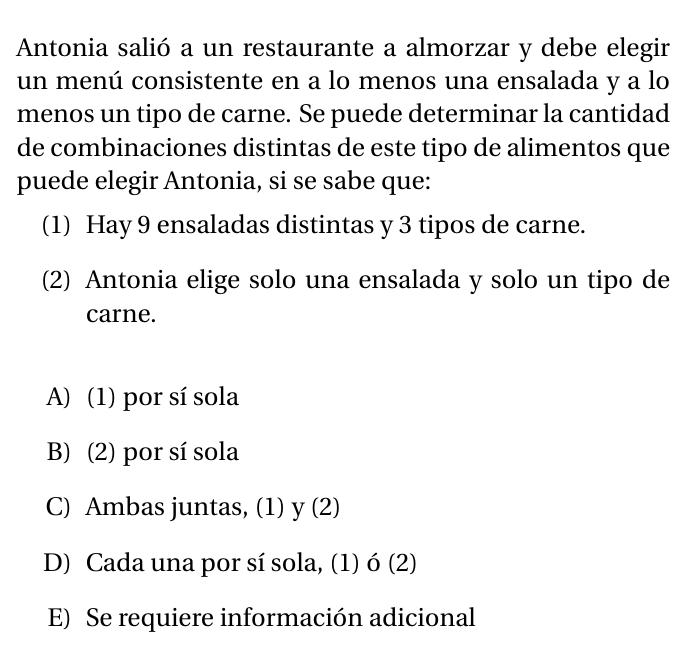 Antonia salió a un restaurante a almorzar y debe elegir
un menú consistente en a lo menos una ensalada y a lo
menos un tipo de carne. Se puede determinar la cantidad
de combinaciones distintas de este tipo de alimentos que
puede elegir Antonia, si se sabe que:
(1) Hay 9 ensaladas distintas y 3 tipos de carne.
(2) Antonia elige solo una ensalada y solo un tipo de
carne.
A) (1) por sí sola
B) (2) por sí sola
C) Ambas juntas, (1) y (2)
D) Cada una por sí sola, (1) ó (2)
E) Se requiere información adicional